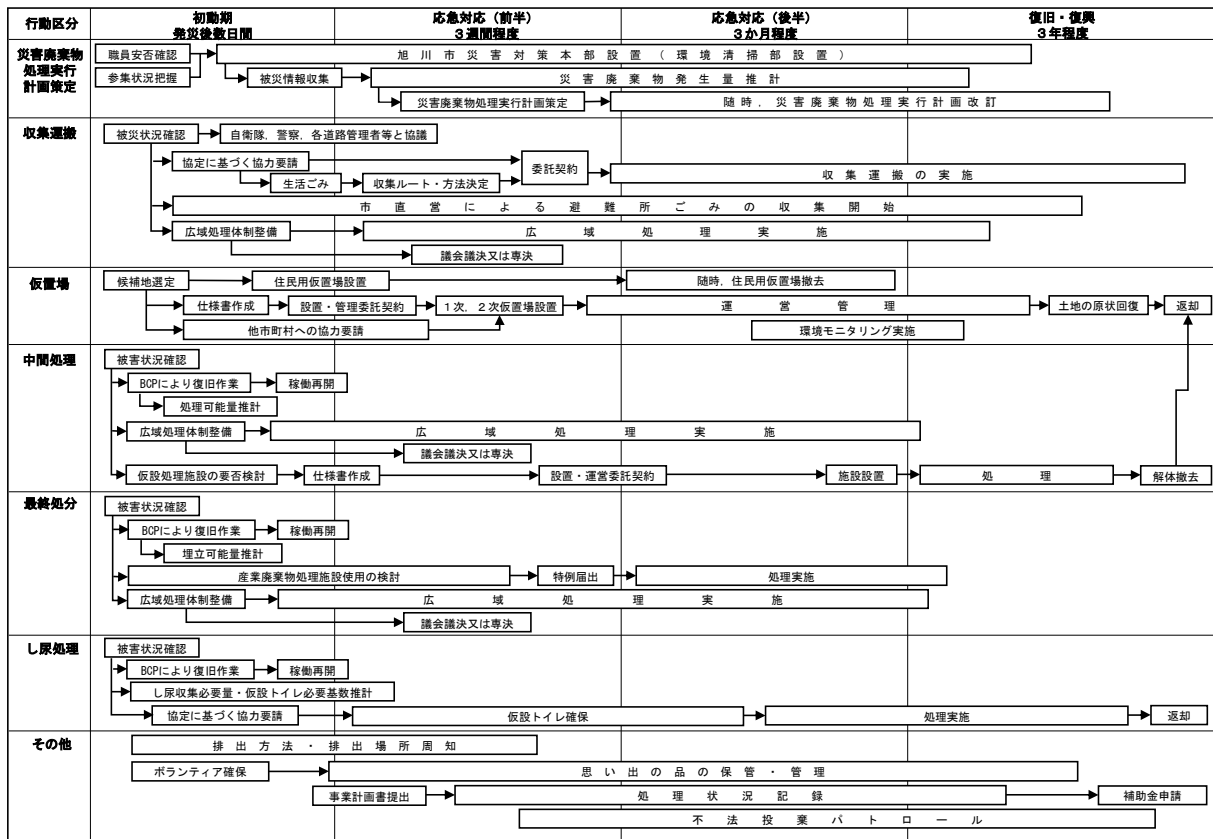 行動区分
初動期
発災後数日間
応急対応（前半）
３週間程度
応急対応（後半）
３か月程度
復旧・復興
３年程度
災害廃棄物
処理実行
計画策定
職員安否確認
旭川市災害対策本部設置（環境清掃部設置）
参集状況把握
被災情報収集
災害廃棄物発生量推計
災害廃棄物処理実行計画策定
随時，災害廃棄物処理実行計画改訂
収集運搬
被災状況確認
自衛隊，警察，各道路管理者等と協議
協定に基づく協力要請
委託契約
収集運搬の実施
生活ごみ
収集ルート・方法決定
市直営による避難所ごみの収集開始
広域処理体制整備
広域処理実施
議会議決又は専決
仮置場
候補地選定
住民用仮置場設置
随時，住民用仮置場撤去
仕様書作成
設置・管理委託契約
１次，２次仮置場設置
運営管理
土地の原状回復
返却
他市町村への協力要請
環境モニタリング実施
中間処理
被害状況確認
BCPにより復旧作業
稼働再開
処理可能量推計
広域処理体制整備
広域処理実施
議会議決又は専決
仮設処理施設の要否検討
仕様書作成
設置・運営委託契約
施設設置
処理
解体撤去
最終処分
被害状況確認
BCPにより復旧作業
稼働再開
埋立可能量推計
産業廃棄物処理施設使用の検討
特例届出
処理実施
広域処理体制整備
広域処理実施
議会議決又は専決
し尿処理
被害状況確認
BCPにより復旧作業
稼働再開
し尿収集必要量・仮設トイレ必要基数推計
協定に基づく協力要請
仮設トイレ確保
処理実施
返却
その他
排出方法・排出場所周知
ボランティア確保
思い出の品の保管・管理
事業計画書提出
処理状況記録
補助金申請
不法投棄パトロール